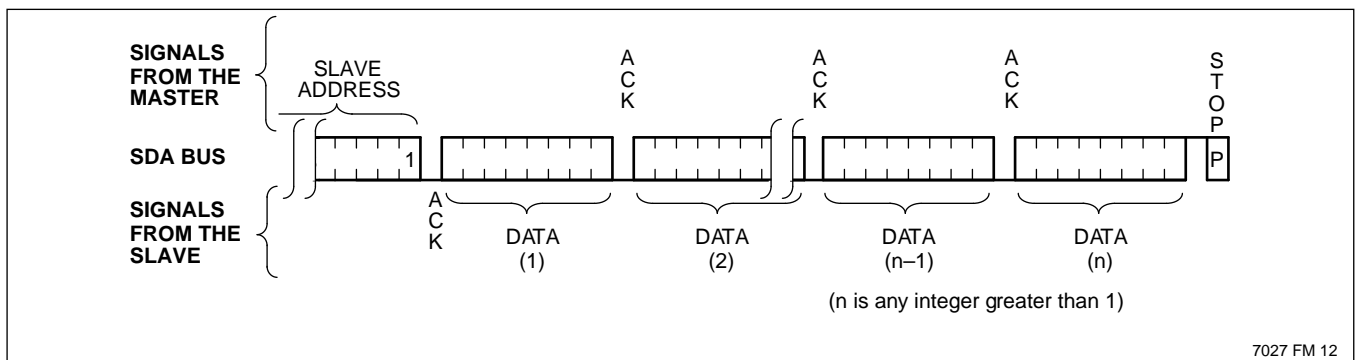 SIGNALS
FROM THE
MASTER
SLAVE
ADDRESS
A
C
K
A
C
K
A
C
K
S
T
O
P
SDA BUS
1
P
SIGNALS
FROM THE
SLAVE
A
C
K
DATA
(1)
DATA
(2)
DATA
(n–1)
DATA
(n)
(n is any integer greater than 1)
7027 FM 12